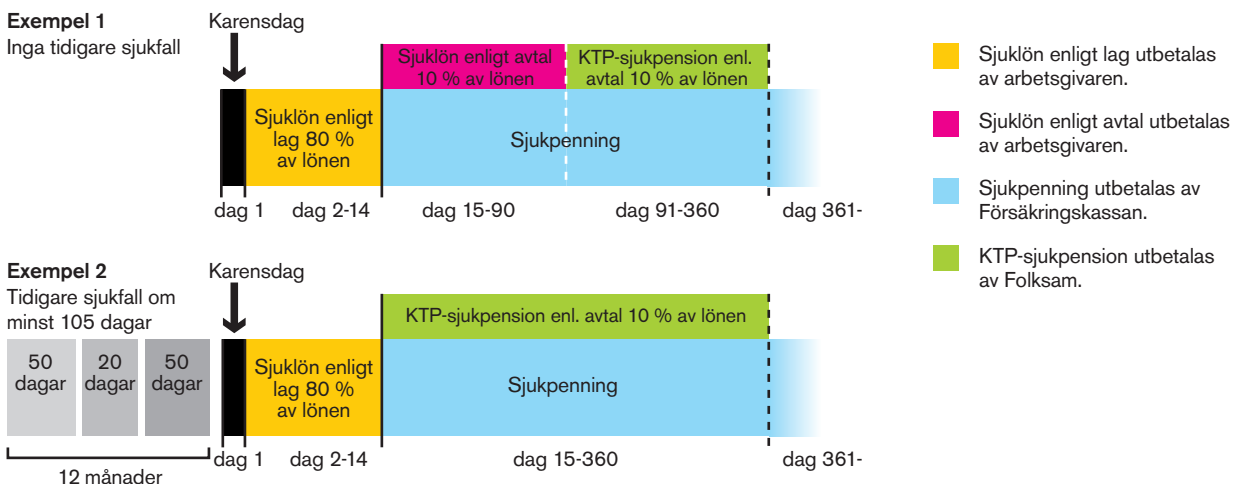 Exempel 1
Inga tidigare sjukfall
Karensdag
Sjuklön enligt avtal
10 % av lönen
KTP-sjukpension enl.
avtal 10 % av lönen
Sjuklön enligt
lag 80 %
av lönen
Sjukpenning
dag 1
dag 2-14
dag 15-90
dag 91-360
dag 361-
Sjuklön enligt lag utbetalas
av arbetsgivaren.
Sjuklön enligt avtal utbetalas
av arbetsgivaren.
Sjukpenning utbetalas av
Försäkringskassan.
KTP-sjukpension utbetalas
av Folksam.
Exempel 2
Tidigare sjukfall om
minst 105 dagar
Karensdag
50
dagar
20
dagar
50
dagar
12 månader
KTP-sjukpension enl. avtal 10 % av lönen
Sjuklön enligt
lag 80 %
av lönen
Sjukpenning
dag 1
dag 2-14
dag 15-360
dag 361-